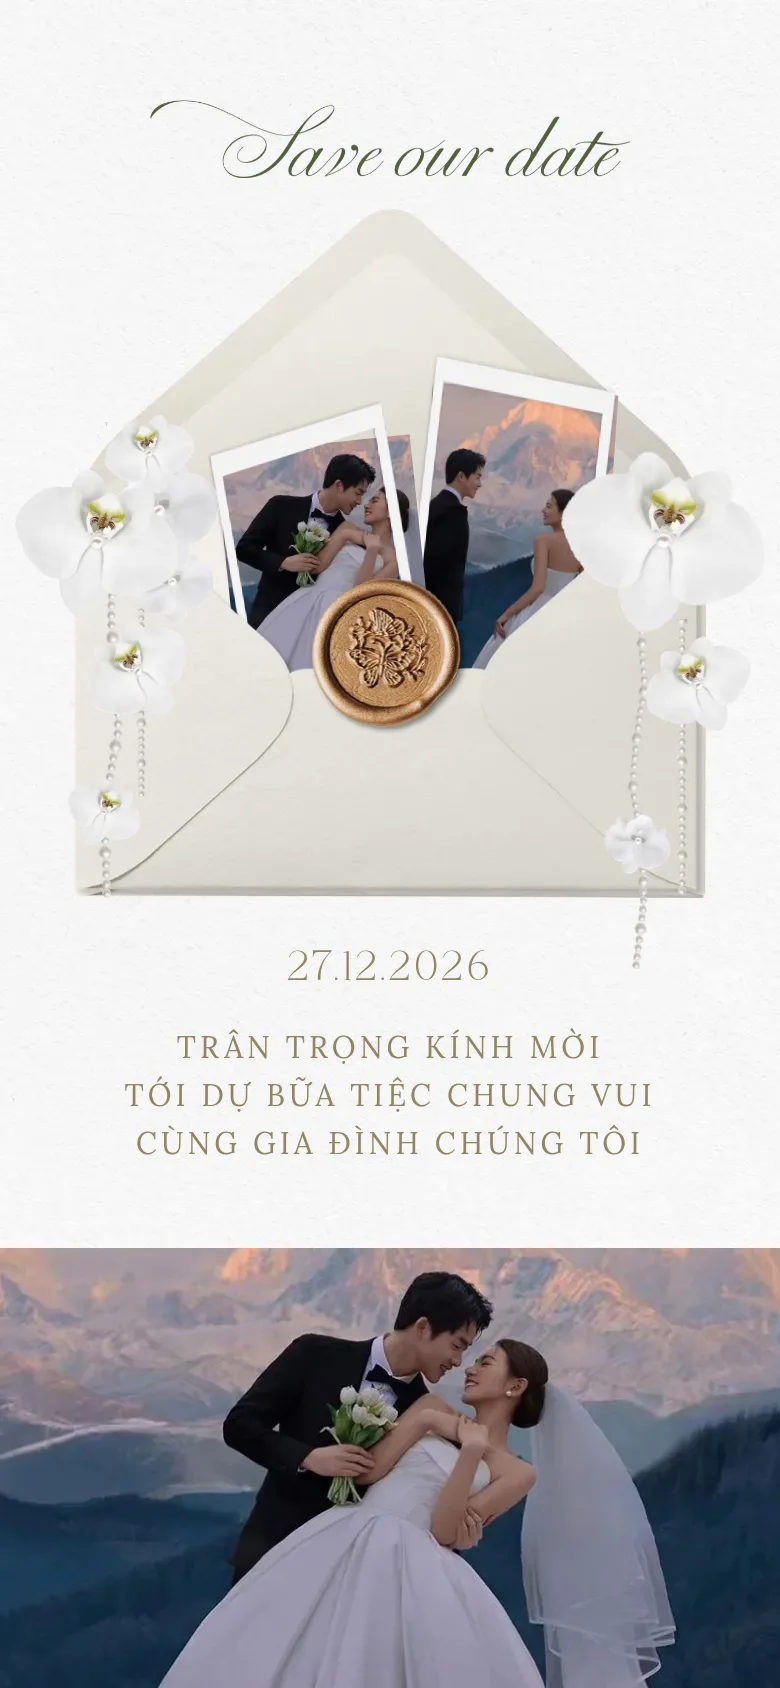 Save our date
27.12.2026
TRÂN TRỌNG KÍNH MỜI
TỚI DỰ BỮA TIỆC CHUNG VUI
CÙNG GIA ĐÌNH CHÚNG TÔI